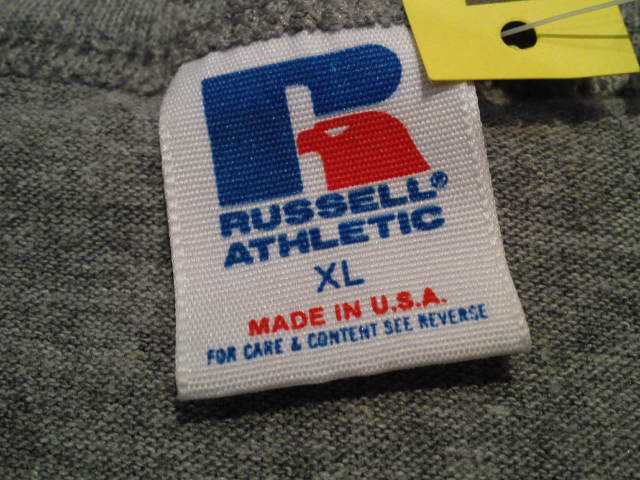 RUSSELL®
ATHLETIC
XL
MADE IN U.S.A.
FOR CARE & CONTENT SEE REVERSE